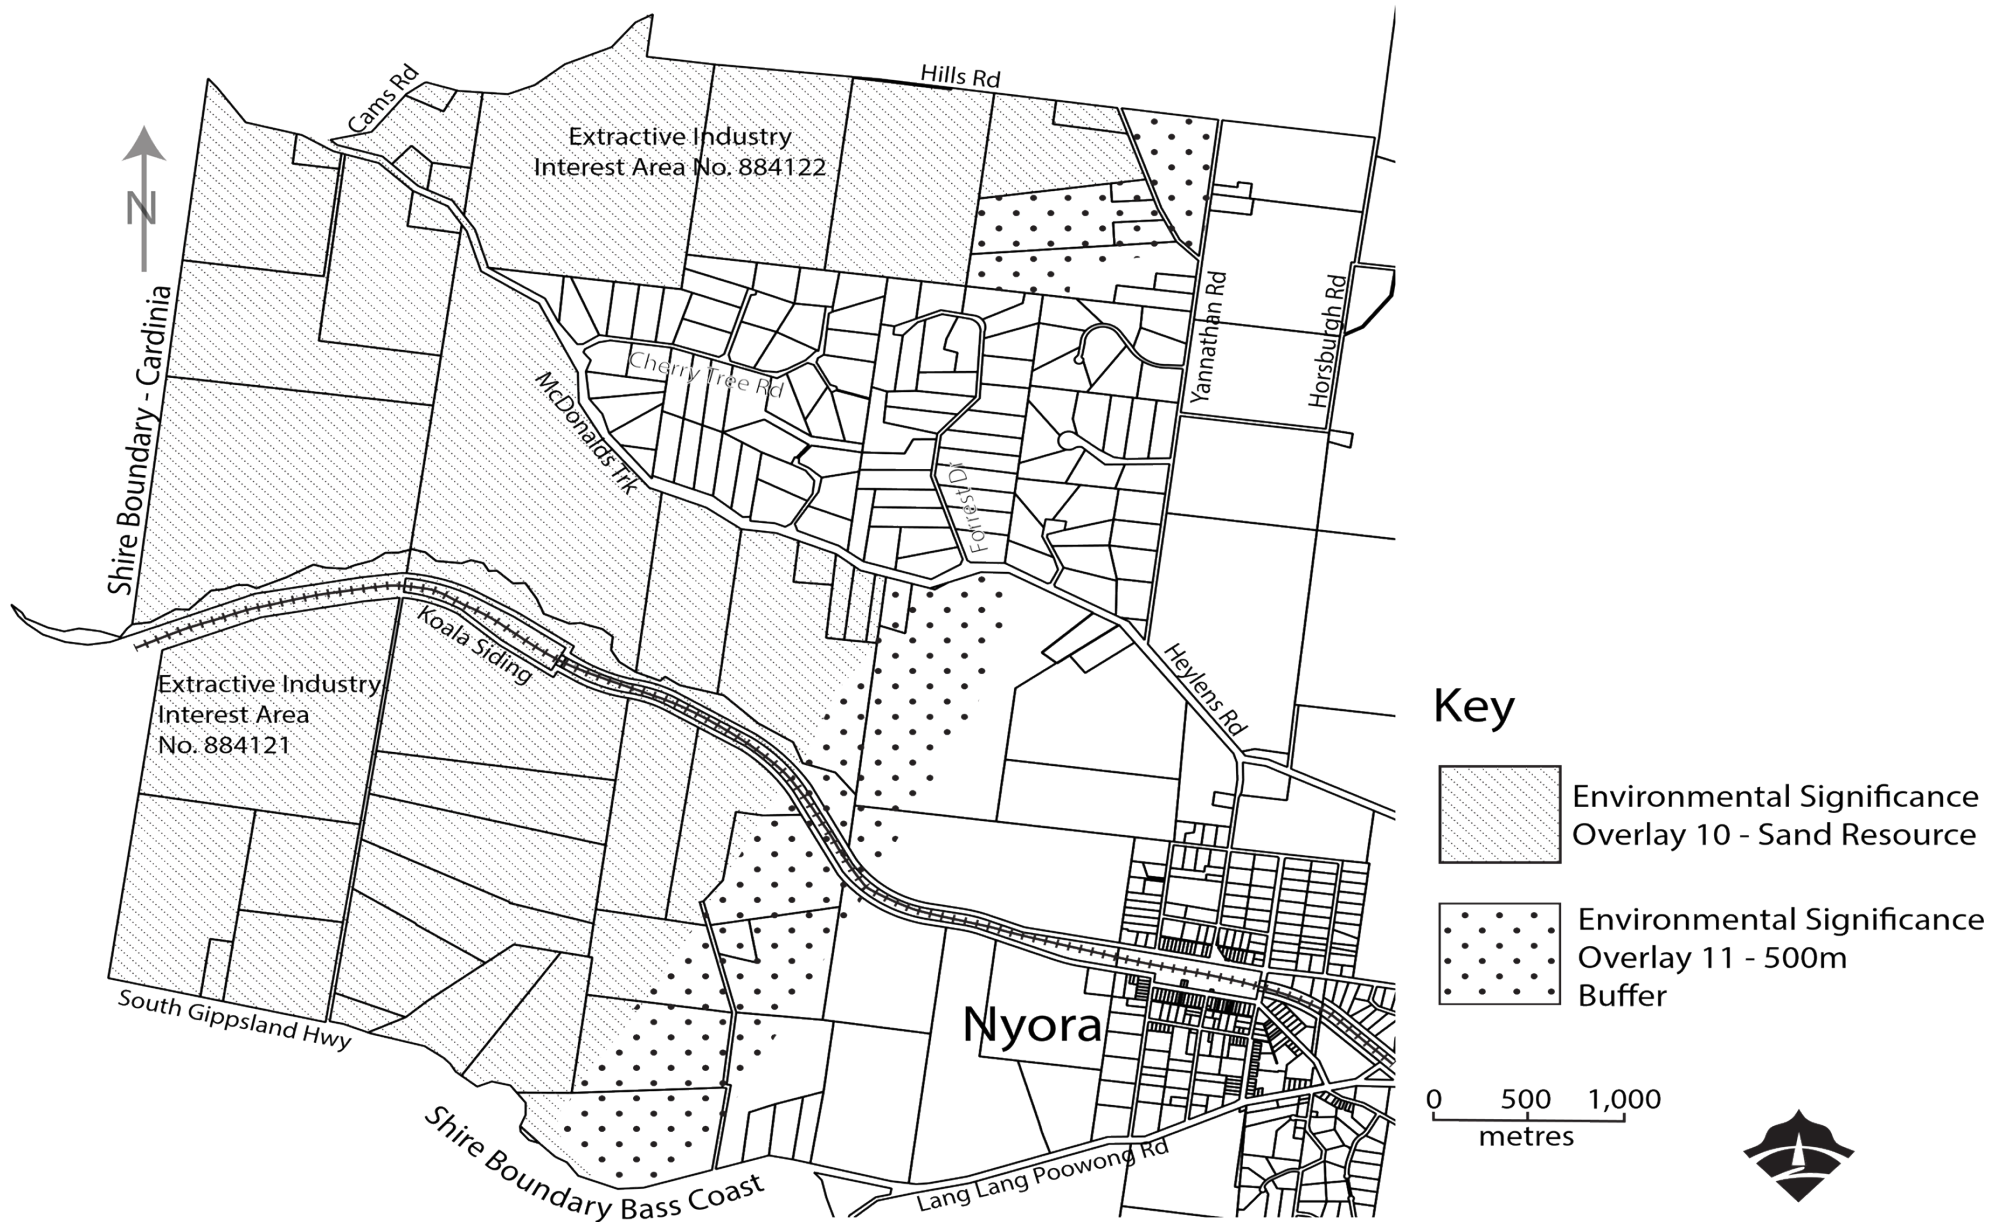 Hills Rd
Cams Rd
Extractive Industry
Interest Area No. 884122
N
Shire Boundary - Cardinia
Yannathan Rd
Horsburgh Rd
Cherry Tree Rd
McDonalds Trk
Forrest Dr
Koala Siding
Heylens Rd
Extractive Industry
Interest Area
No. 884121
Key
Environmental Significance
Overlay 10 - Sand Resource
Environmental Significance
Overlay 11 - 500m
Buffer
South Gippsland Hwy
Nyora
0 500 1,000
metres
Shire Boundary Bass Coast
Lang Lang Poowong Rd